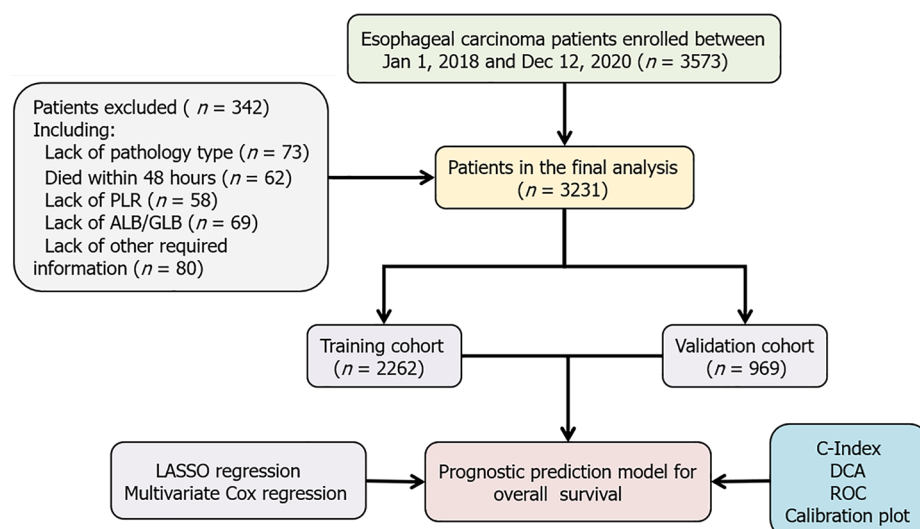 Esophageal carcinoma patients enrolled between
Jan 1, 2018 and Dec 12, 2020 (n = 3573)
Patients excluded ( n = 342)
Including:
Lack of pathology type (n = 73)
Died within 48 hours (n = 62)
Lack of PLR (n = 58)
Lack of ALB/GLB (n = 69)
Lack of other required
information (n = 80)
Patients in the final analysis
(n = 3231)
Training cohort
(n = 2262)
Validation cohort
(n = 969)
LASSO regression
Multivariate Cox regression
Prognostic prediction model for
overall survival
C-Index
DCA
ROC
Calibration plot